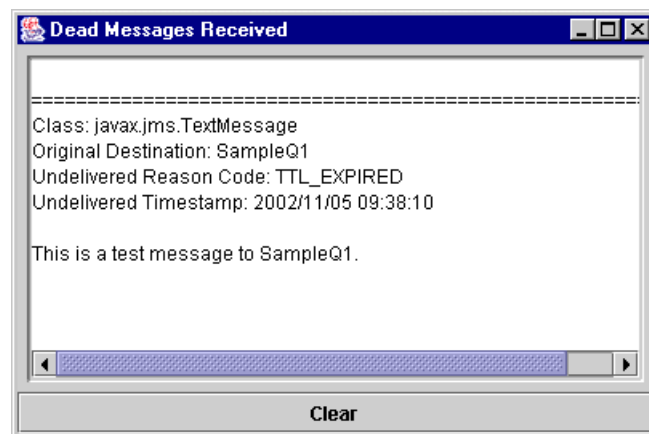 Dead Messages Received
==========================================================
Class: javax.jms.TextMessage
Original Destination: SampleQ1
Undelivered Reason Code: TTL_EXPIRED
Undelivered Timestamp: 2002/11/05 09:38:10
This is a test message to SampleQ1.
Clear